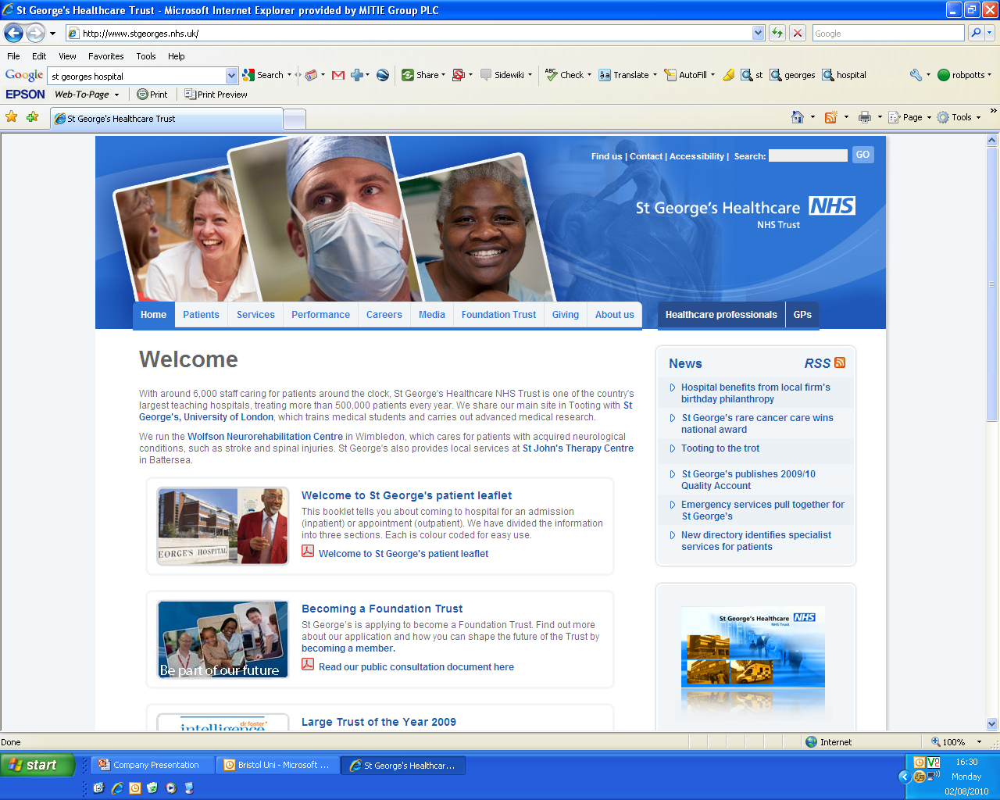 St George's Healthcare Trust - Microsoft Internet Explorer provided by MITIE Group PLC
http://www.stgeorges.nhs.uk/
Google
File Edit View Favorites Tools Help
Google st georges hospital Search Share Sidewiki Check Translate AutoFill st georges hospital robpotts
EPSON Web-To-Page Print Print Preview
St George's Healthcare Trust Page Tools
Find us | Contact | Accessibility | Search: GO
St George's Healthcare NHS
NHS Trust
Home Patients Services Performance Careers Media Foundation Trust Giving About us Healthcare professionals GPs
Welcome
With around 6,000 staff caring for patients around the clock, St George's Healthcare NHS Trust is one of the country's
largest teaching hospitals, treating more than 500,000 patients every year. We share our main site in Tooting with St
George's, University of London, which trains medical students and carries out advanced medical research.
We run the Wolfson Neurorehabilitation Centre in Wimbledon, which cares for patients with acquired neurological
conditions, such as stroke and spinal injuries. St George's also provides local services at St John's Therapy Centre
in Battersea.
EORGE'S HOSPITAL
Welcome to St George's patient leaflet
This booklet tells you about coming to hospital for an admission
(inpatient) or appointment (outpatient). We have divided the information
into three sections. Each is colour coded for easy use.
Welcome to St George's patient leaflet
Be part of our future
Becoming a Foundation Trust
St George's is applying to become a Foundation Trust. Find out more
about our application and how you can shape the future of the Trust by
becoming a member.
Read our public consultation document here
dr foster
intelligence
Large Trust of the Year 2009
News RSS
Hospital benefits from local firm's
birthday philanthropy
St George's rare cancer care wins
national award
Tooting to the trot
St George's publishes 2009/10
Quality Account
Emergency services pull together for
St George's
New directory identifies specialist
services for patients
St George's Healthcare NHS
NHS Trust
Done Internet 100%
start Company Presentation Bristol Uni - Microsoft ... St George's Healthcar...
16:30
Monday
02/08/2010